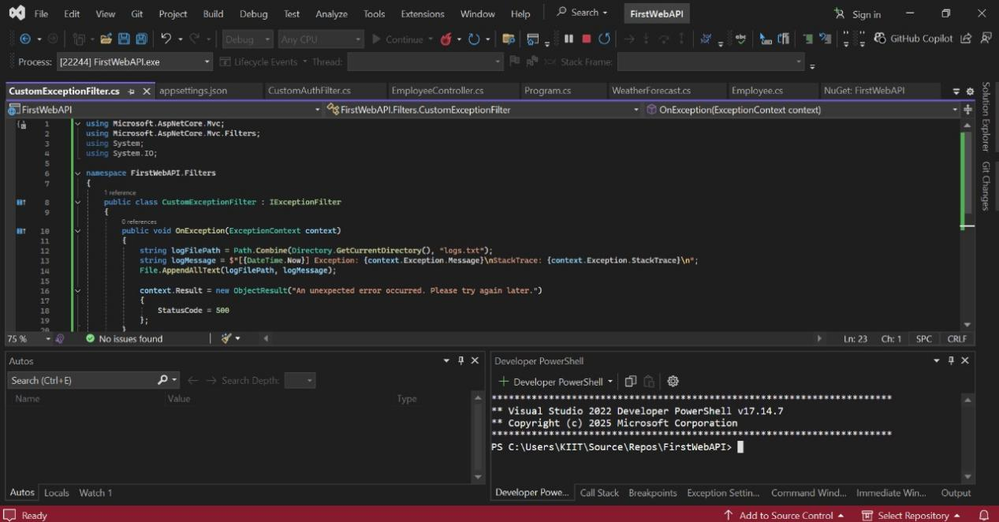 File Edit View Git Project Build Debug Test Analyze Tools Extensions Window Help Search FirstWebAPI Sign in
Debug Any CPU Continue GitHub Copilot
Process: [22244] FirstWebAPI.exe Lifecycle Events Thread: Stack Frame:
CustomExceptionFilter.cs appsettings.json CustomAuthFilter.cs EmployeeController.cs Program.cs WeatherForecast.cs Employee.cs NuGet: FirstWebAPI
FirstWebAPI FirstWebAPI.Filters.CustomExceptionFilter OnException(ExceptionContext context)
1 using Microsoft.AspNetCore.Mvc;
2 using Microsoft.AspNetCore.Mvc.Filters;
3 using System;
4 using System.IO;
5
6 namespace FirstWebAPI.Filters
7 {
1 reference
8 public class CustomExceptionFilter : IExceptionFilter
9 {
0 references
10 public void OnException(ExceptionContext context)
11 {
12 string logFilePath = Path.Combine(Directory.GetCurrentDirectory(), "logs.txt");
13 string logMessage = $"[{DateTime.Now}] Exception: {context.Exception.Message}\nStackTrace: {context.Exception.StackTrace}\n";
14 File.AppendAllText(logFilePath, logMessage);
15
16 context.Result = new ObjectResult("An unexpected error occurred. Please try again later.")
17 {
18 StatusCode = 500
19 };
20 }
75 % No issues found Ln: 23 Ch: 1 SPC CRLF
Solution Explorer
Git Changes
Autos
Search (Ctrl+E) Search Depth:
Name Value Type
Autos Locals Watch 1
Developer PowerShell
Developer PowerShell
**********************************************************************
** Visual Studio 2022 Developer PowerShell v17.14.7
** Copyright (c) 2025 Microsoft Corporation
**********************************************************************
PS C:\Users\KIIT\Source\Repos\FirstWebAPI>
Developer Powe... Call Stack Breakpoints Exception Settin... Command Wind... Immediate Win... Output
Ready Add to Source Control Select Repository